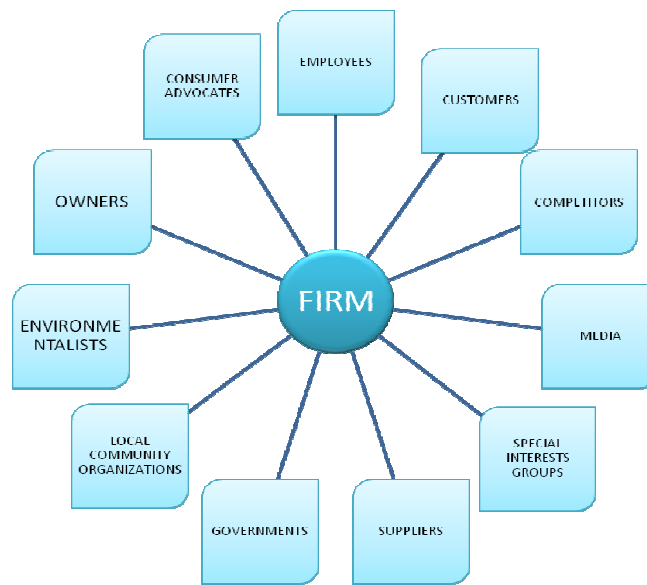 EMPLOYEES
CONSUMER
ADVOCATES
CUSTOMERS
OWNERS
COMPETITORS
FIRM
ENVIRONME
NTALISTS
MEDIA
LOCAL
COMMUNITY
ORGANIZATIONS
SPECIAL
INTERESTS
GROUPS
GOVERNMENTS
SUPPLIERS